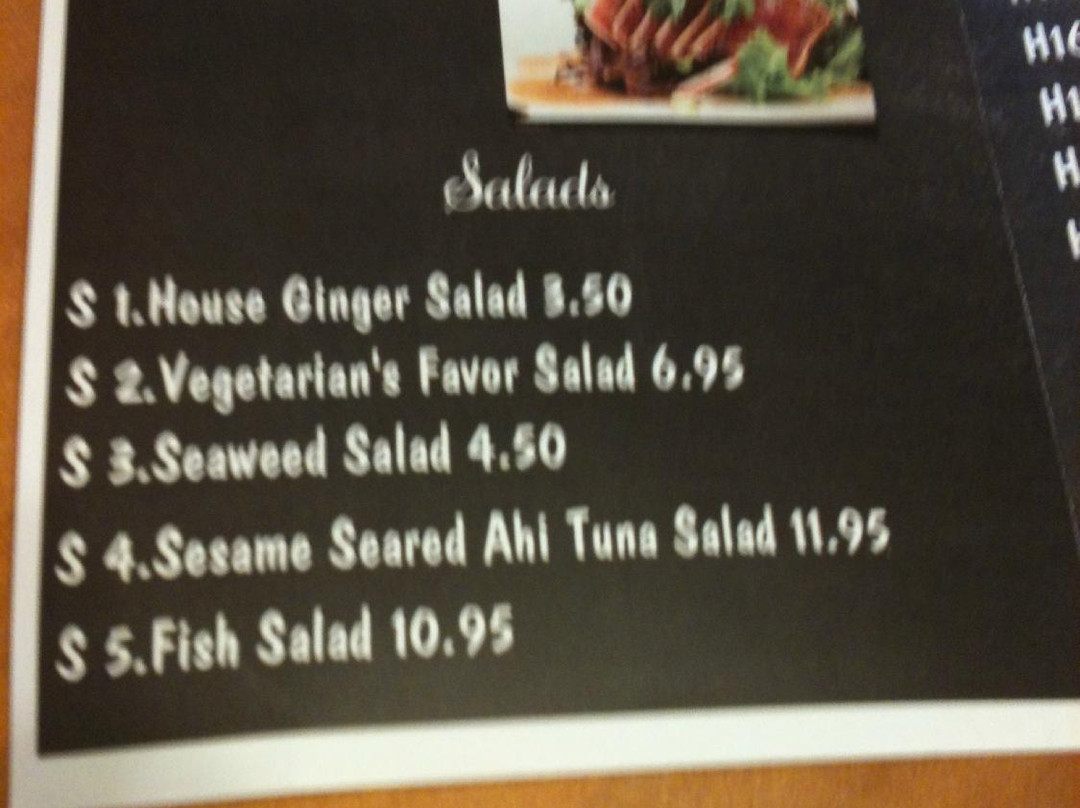 Salads
S 1.House Ginger Salad 3.50
S 2.Vegetarian's Favor Salad 6.95
S 3.Seaweed Salad 4.50
S 4.Sesame Seared Ahi Tuna Salad 11.95
S 5.Fish Salad 10.95